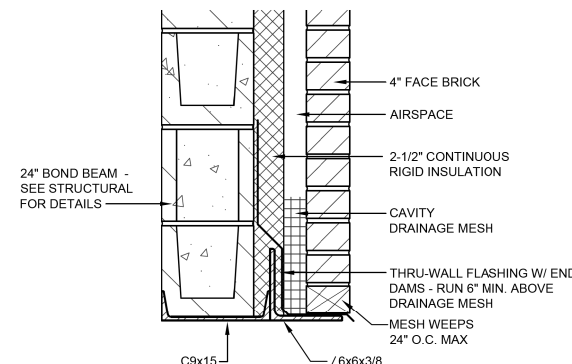 4" FACE BRICK
AIRSPACE
2-1/2" CONTINUOUS
RIGID INSULATION
24" BOND BEAM -
SEE STRUCTURAL
FOR DETAILS
CAVITY
DRAINAGE MESH
THRU-WALL FLASHING W/ END
DAMS - RUN 6" MIN. ABOVE
DRAINAGE MESH
MESH WEEPS
24" O.C. MAX
C9x15
6x6x3/8